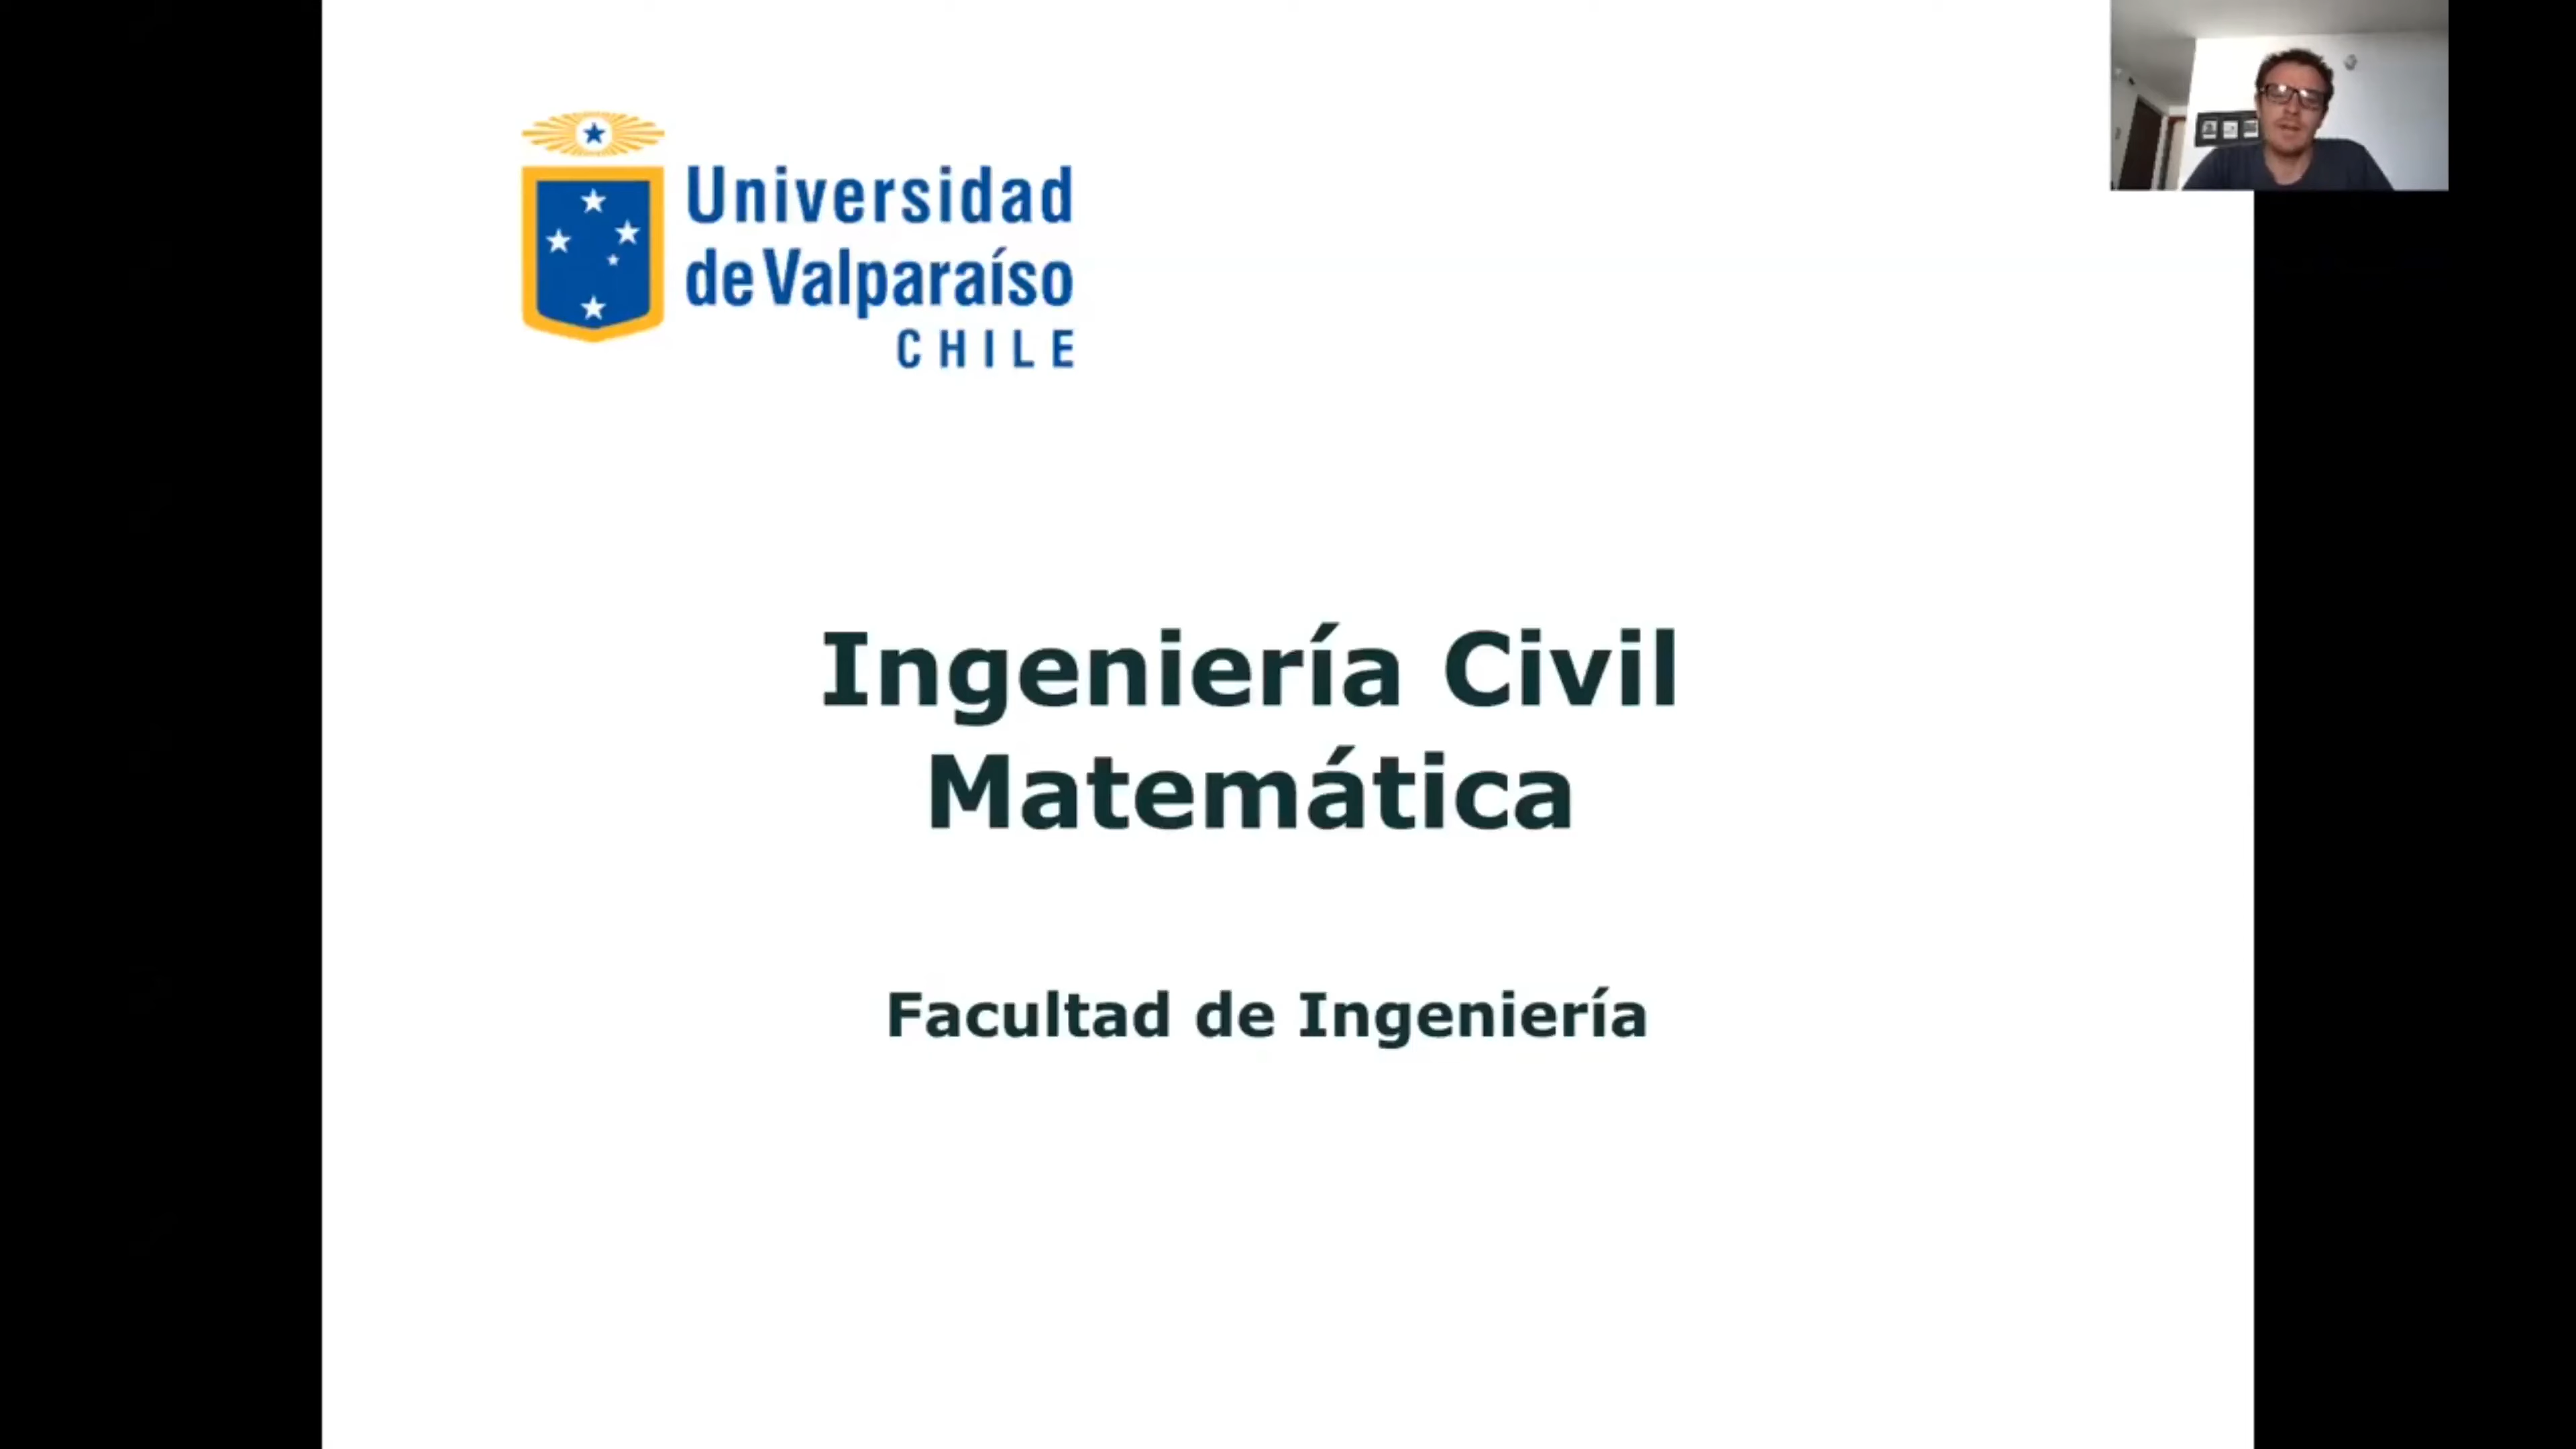 Universidad
de Valparaíso
CHILE
Ingeniería Civil
Matemática
Facultad de Ingeniería